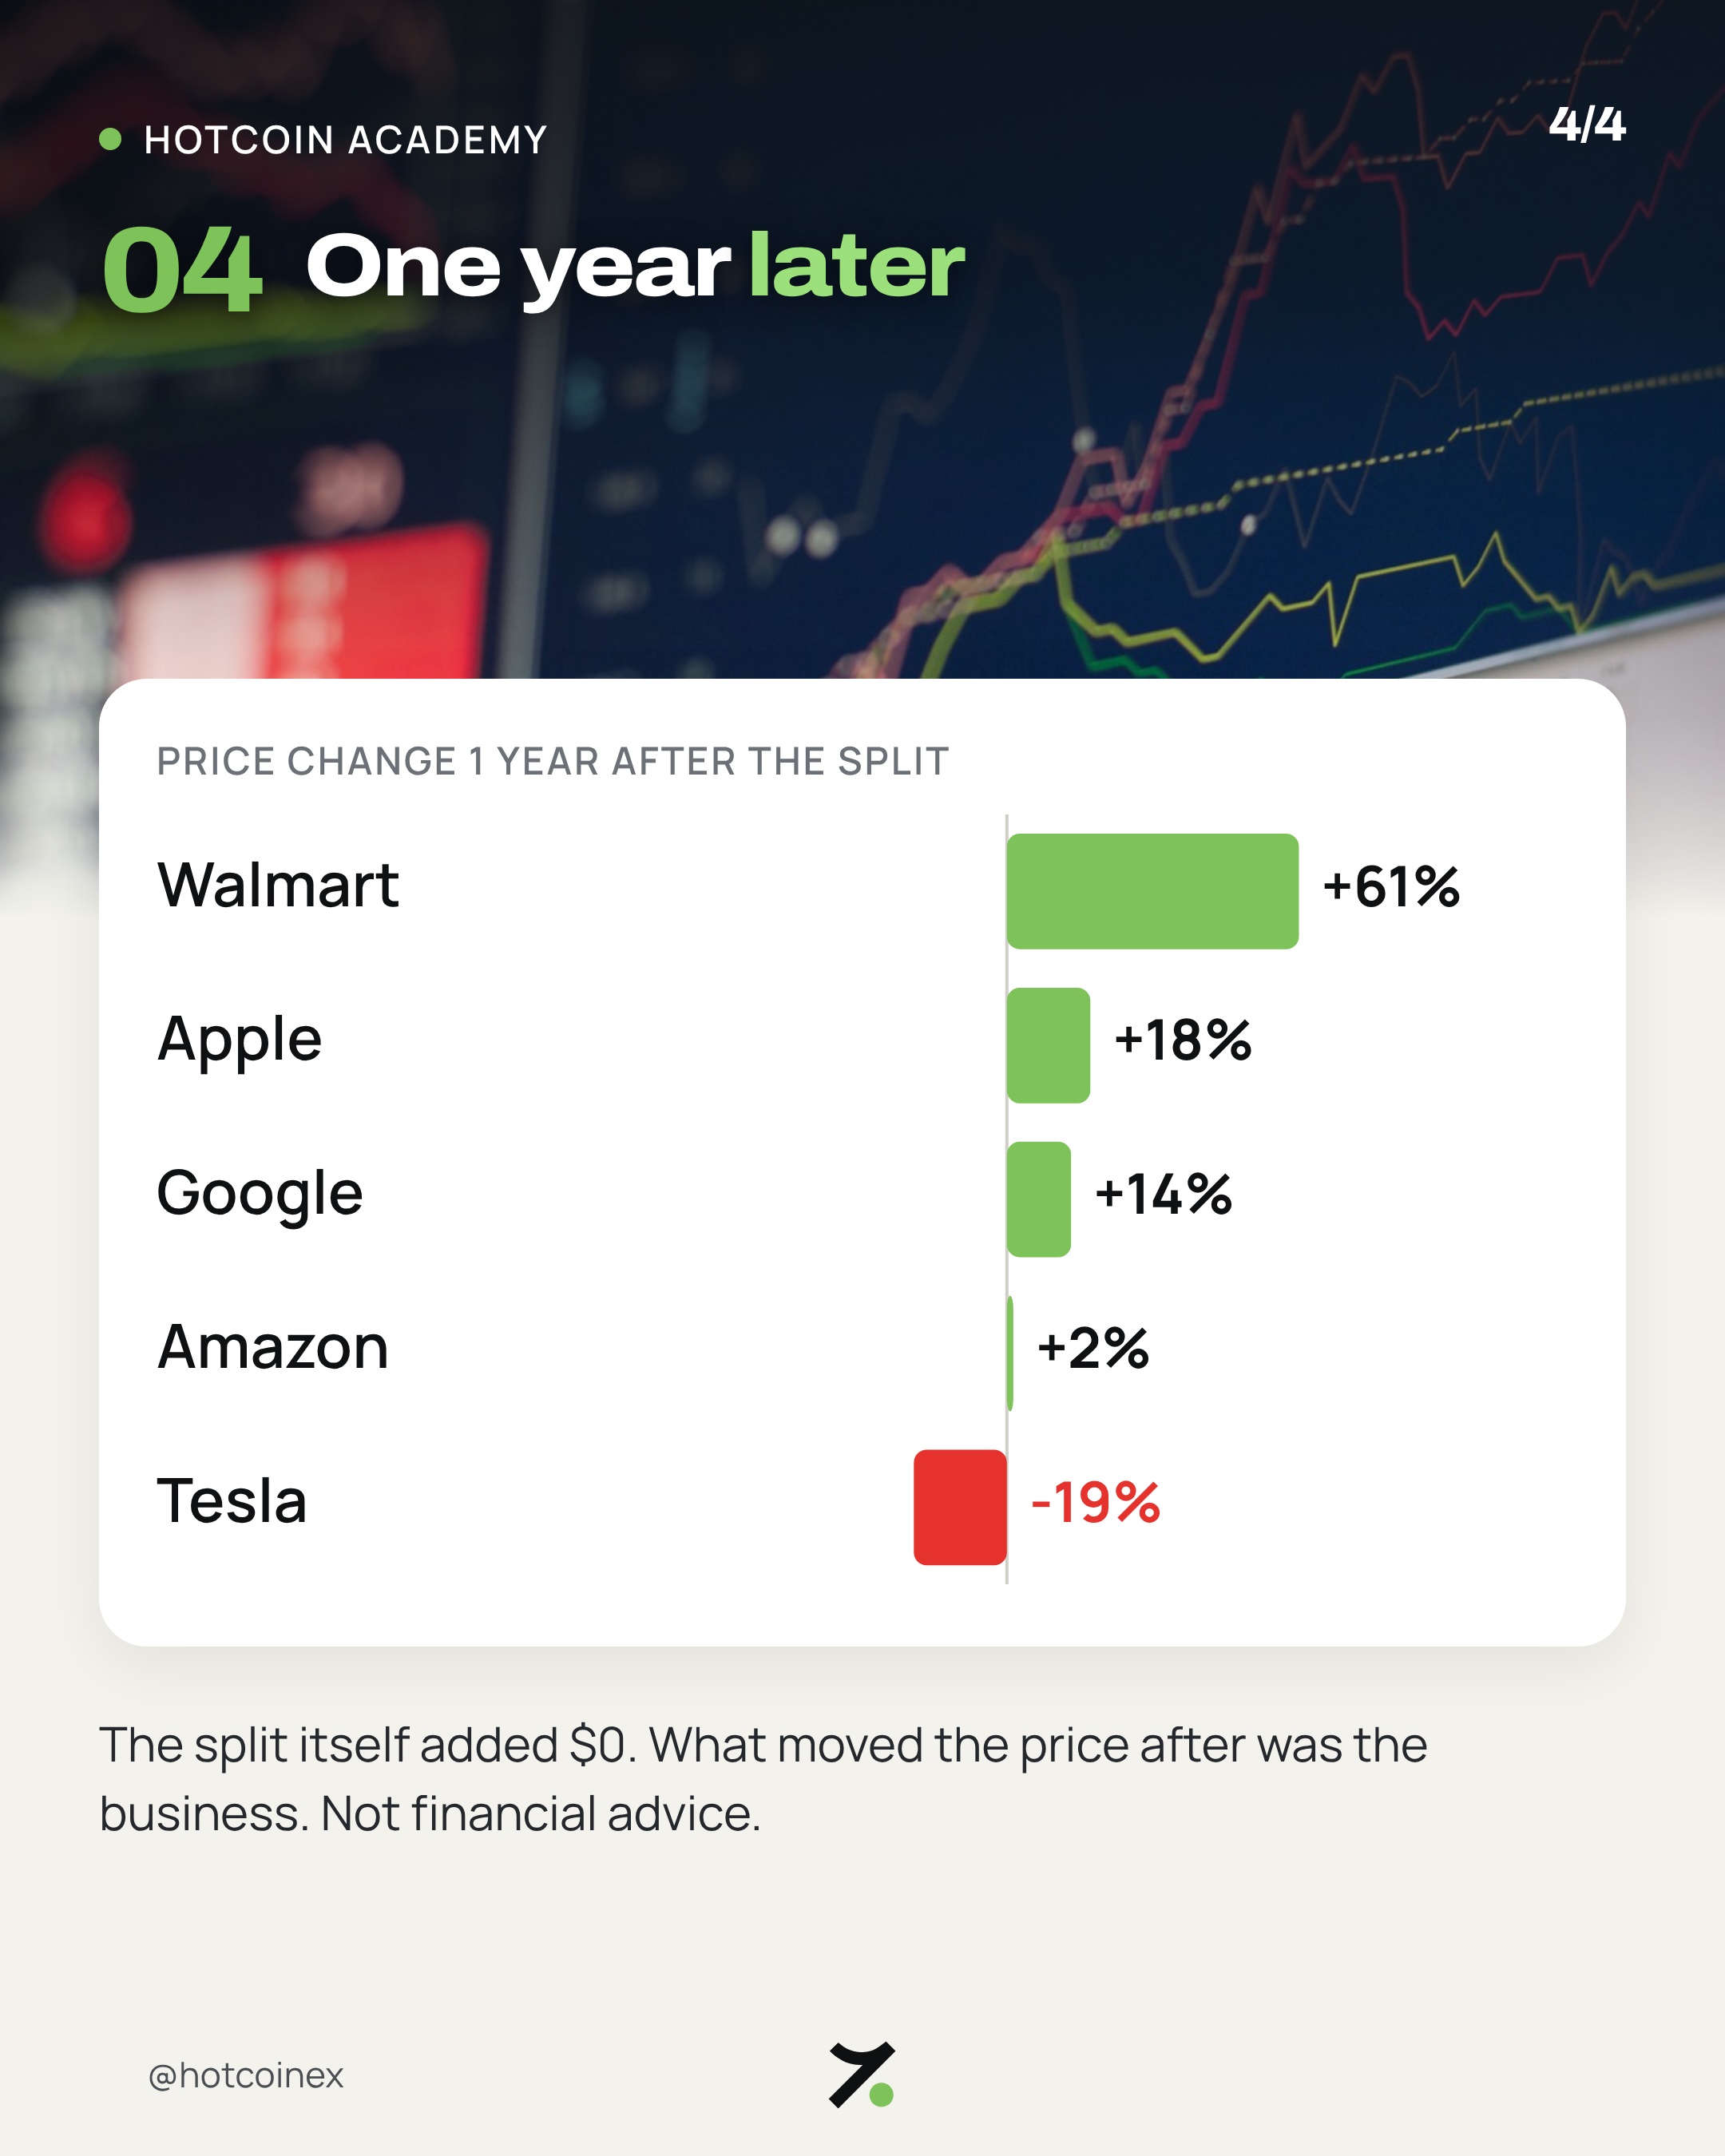 HOTCOIN ACADEMY
4/4
04 One year later
PRICE CHANGE 1 YEAR AFTER THE SPLIT
Walmart +61%
Apple +18%
Google +14%
Amazon +2%
Tesla -19%
The split itself added $0. What moved the price after was the
business. Not financial advice.
@hotcoinex